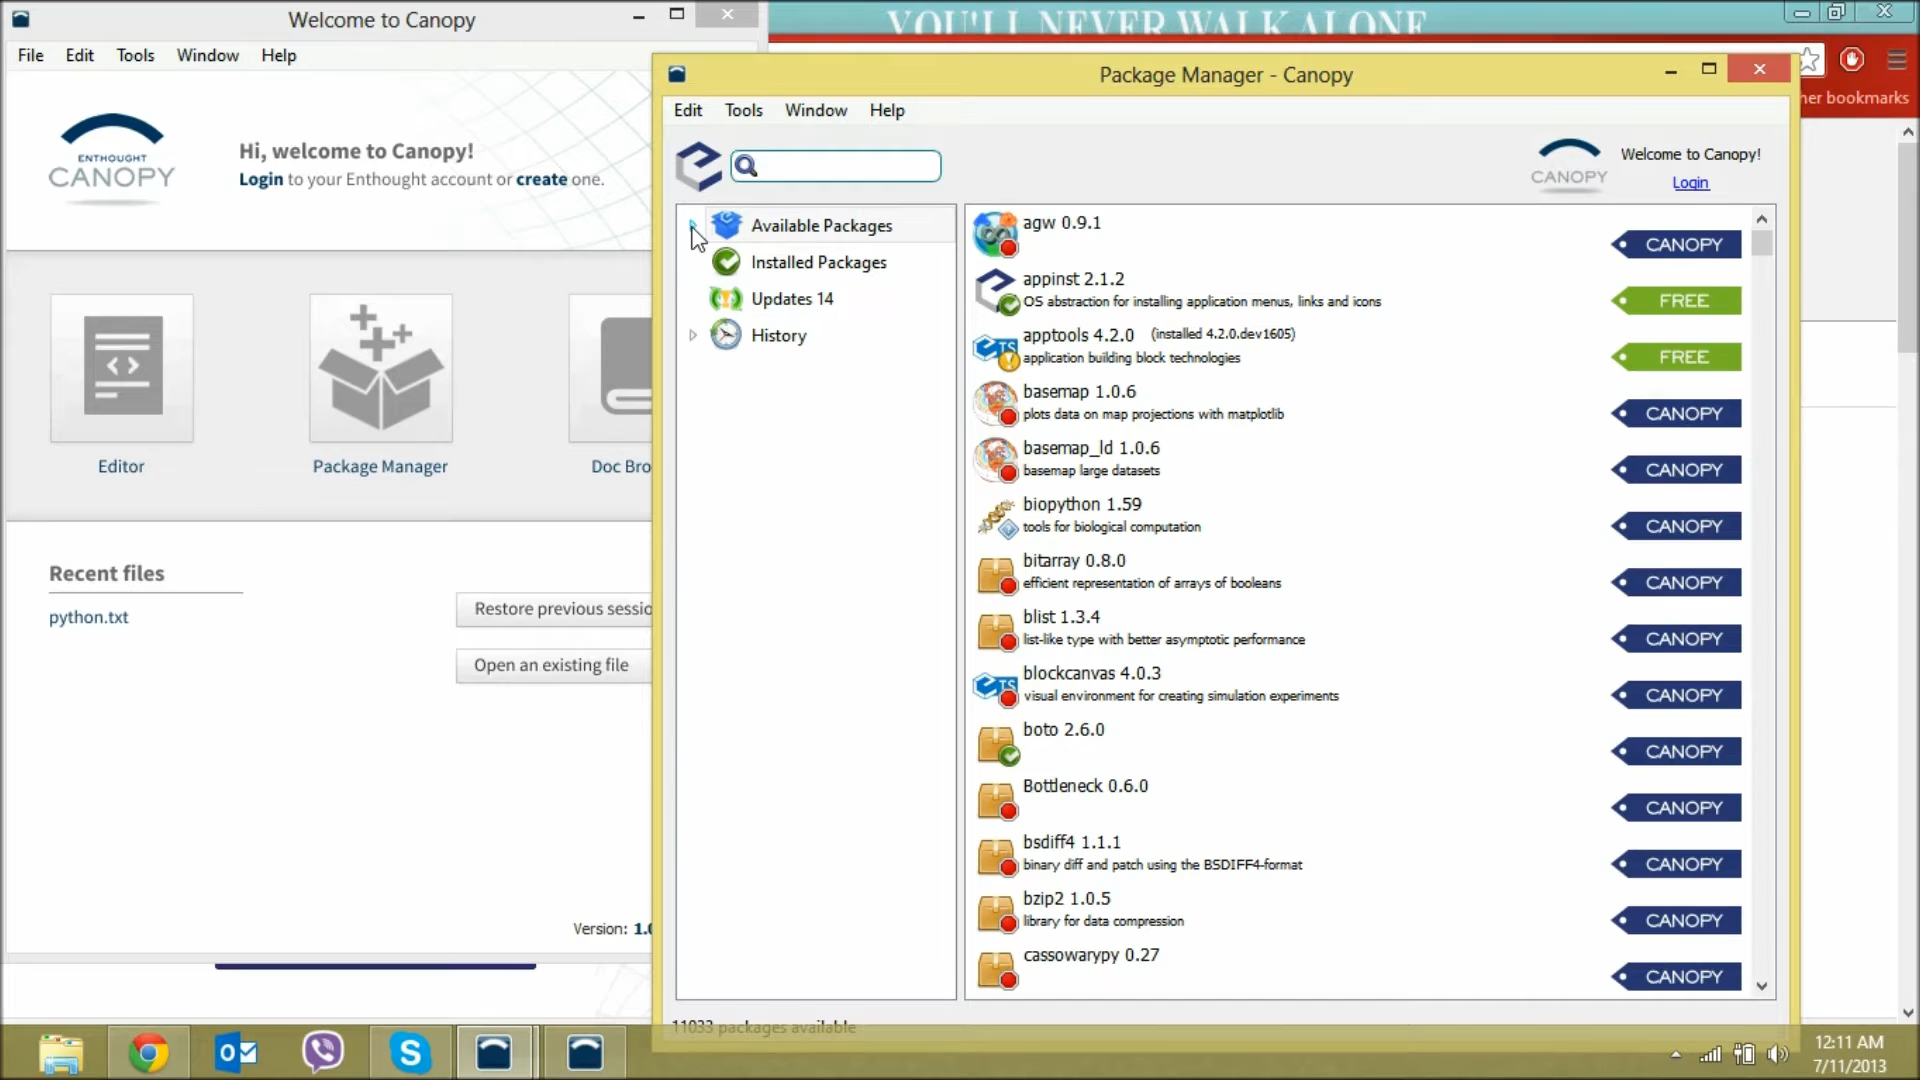 Welcome to Canopy
YOU'LL NEVER WALK ALONE
File Edit Tools Window Help
Package Manager - Canopy
her bookmarks
Edit Tools Window Help
ENTHOUGHT
CANOPY
Hi, welcome to Canopy!
Login to your Enthought account or create one.
CANOPY
Welcome to Canopy!
Login
Available Packages
Installed Packages
Updates 14
History
Editor
Package Manager
Doc Bro
Recent files
python.txt
Restore previous sessio
Open an existing file
Version: 1.0
agw 0.9.1
CANOPY
appinst 2.1.2
OS abstraction for installing application menus, links and icons
FREE
apptools 4.2.0 (installed 4.2.0.dev1605)
application building block technologies
FREE
basemap 1.0.6
plots data on map projections with matplotlib
CANOPY
basemap_ld 1.0.6
basemap large datasets
CANOPY
biopython 1.59
tools for biological computation
CANOPY
bitarray 0.8.0
efficient representation of arrays of booleans
CANOPY
blist 1.3.4
list-like type with better asymptotic performance
CANOPY
blockcanvas 4.0.3
visual environment for creating simulation experiments
CANOPY
boto 2.6.0
CANOPY
Bottleneck 0.6.0
CANOPY
bsdiff4 1.1.1
binary diff and patch using the BSDIFF4-format
CANOPY
bzip2 1.0.5
library for data compression
CANOPY
cassowarypy 0.27
CANOPY
11033 packages available
12:11 AM
7/11/2013